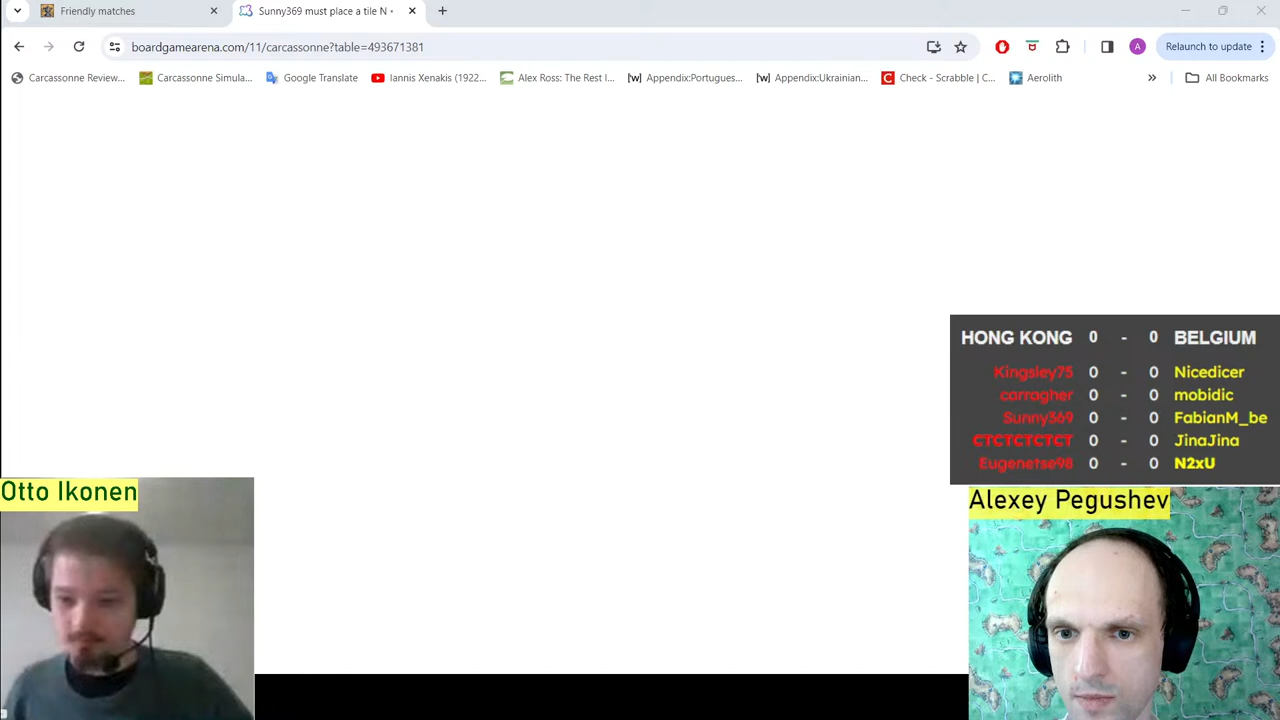 Friendly matches
Sunny369 must place a tile N •
boardgamearena.com/11/carcassonne?table=493671381
A
Relaunch to update
Carcassonne Review...
Carcassonne Simula...
Google Translate
Iannis Xenakis (1922...
Alex Ross: The Rest I...
[w] Appendix:Portugues...
[w] Appendix:Ukrainian...
C Check - Scrabble | C...
Aerolith
All Bookmarks
HONG KONG 0 - 0 BELGIUM
Kingsley75 0 - 0 Nicedicer
carragher 0 - 0 mobidic
Sunny369 0 - 0 FabianM_be
CTCTCTCTCT 0 - 0 JinaJina
Eugenetse98 0 - 0 N2xU
Otto Ikonen
Alexey Pegushev